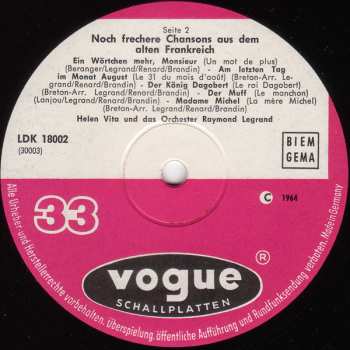 Seite 2
Noch frechere Chansons aus dem
alten Frankreich
Ein Wörtchen mehr, Monsieur (Un mot de plus)
(Beranger/Legrand/Renard/Brandin) - Am letzten Tag
im Monat August (Le 31 du mois d'août) (Breton-Arr. Le-
grand/Renard/Brandin) - Der König Dagobert (Le roi Dagobert)
(Breton-Arr. Legrand/Renard/Brandin) - Der Muff (Le manchon)
(Lanjou/Legrand/Renard/Brandin) - Madame Michel (La mère Michel)
(Breton-Arr. Legrand/Renard/Brandin)
Helen Vita und das Orchester Raymond Legrand
LDK 18002
(30003)
BIEM
GEMA
33
C 1964
vogue ®
SCHALLPLATTEN
Alle Urheber- und Herstellerrechte vorbehalten. Überspielung, öffentliche Aufführung und Rundfunksendung verboten. Made in Germany